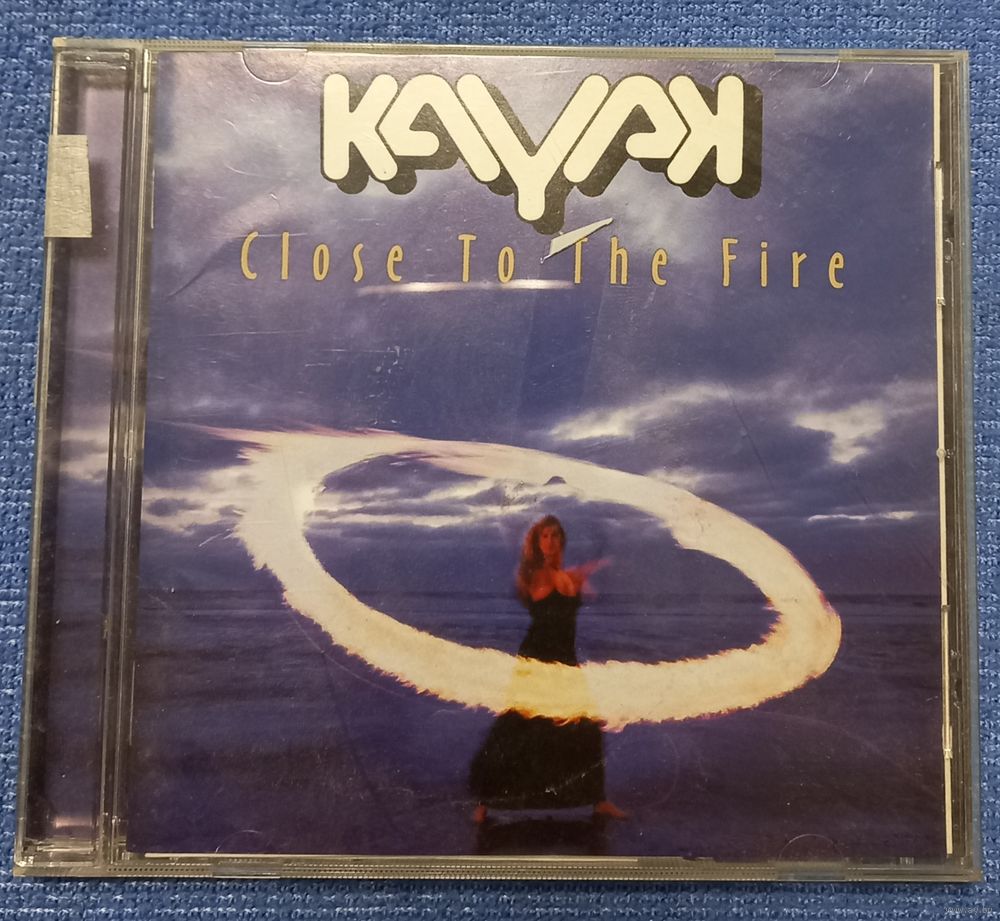 KAYAK
Close To The Fire